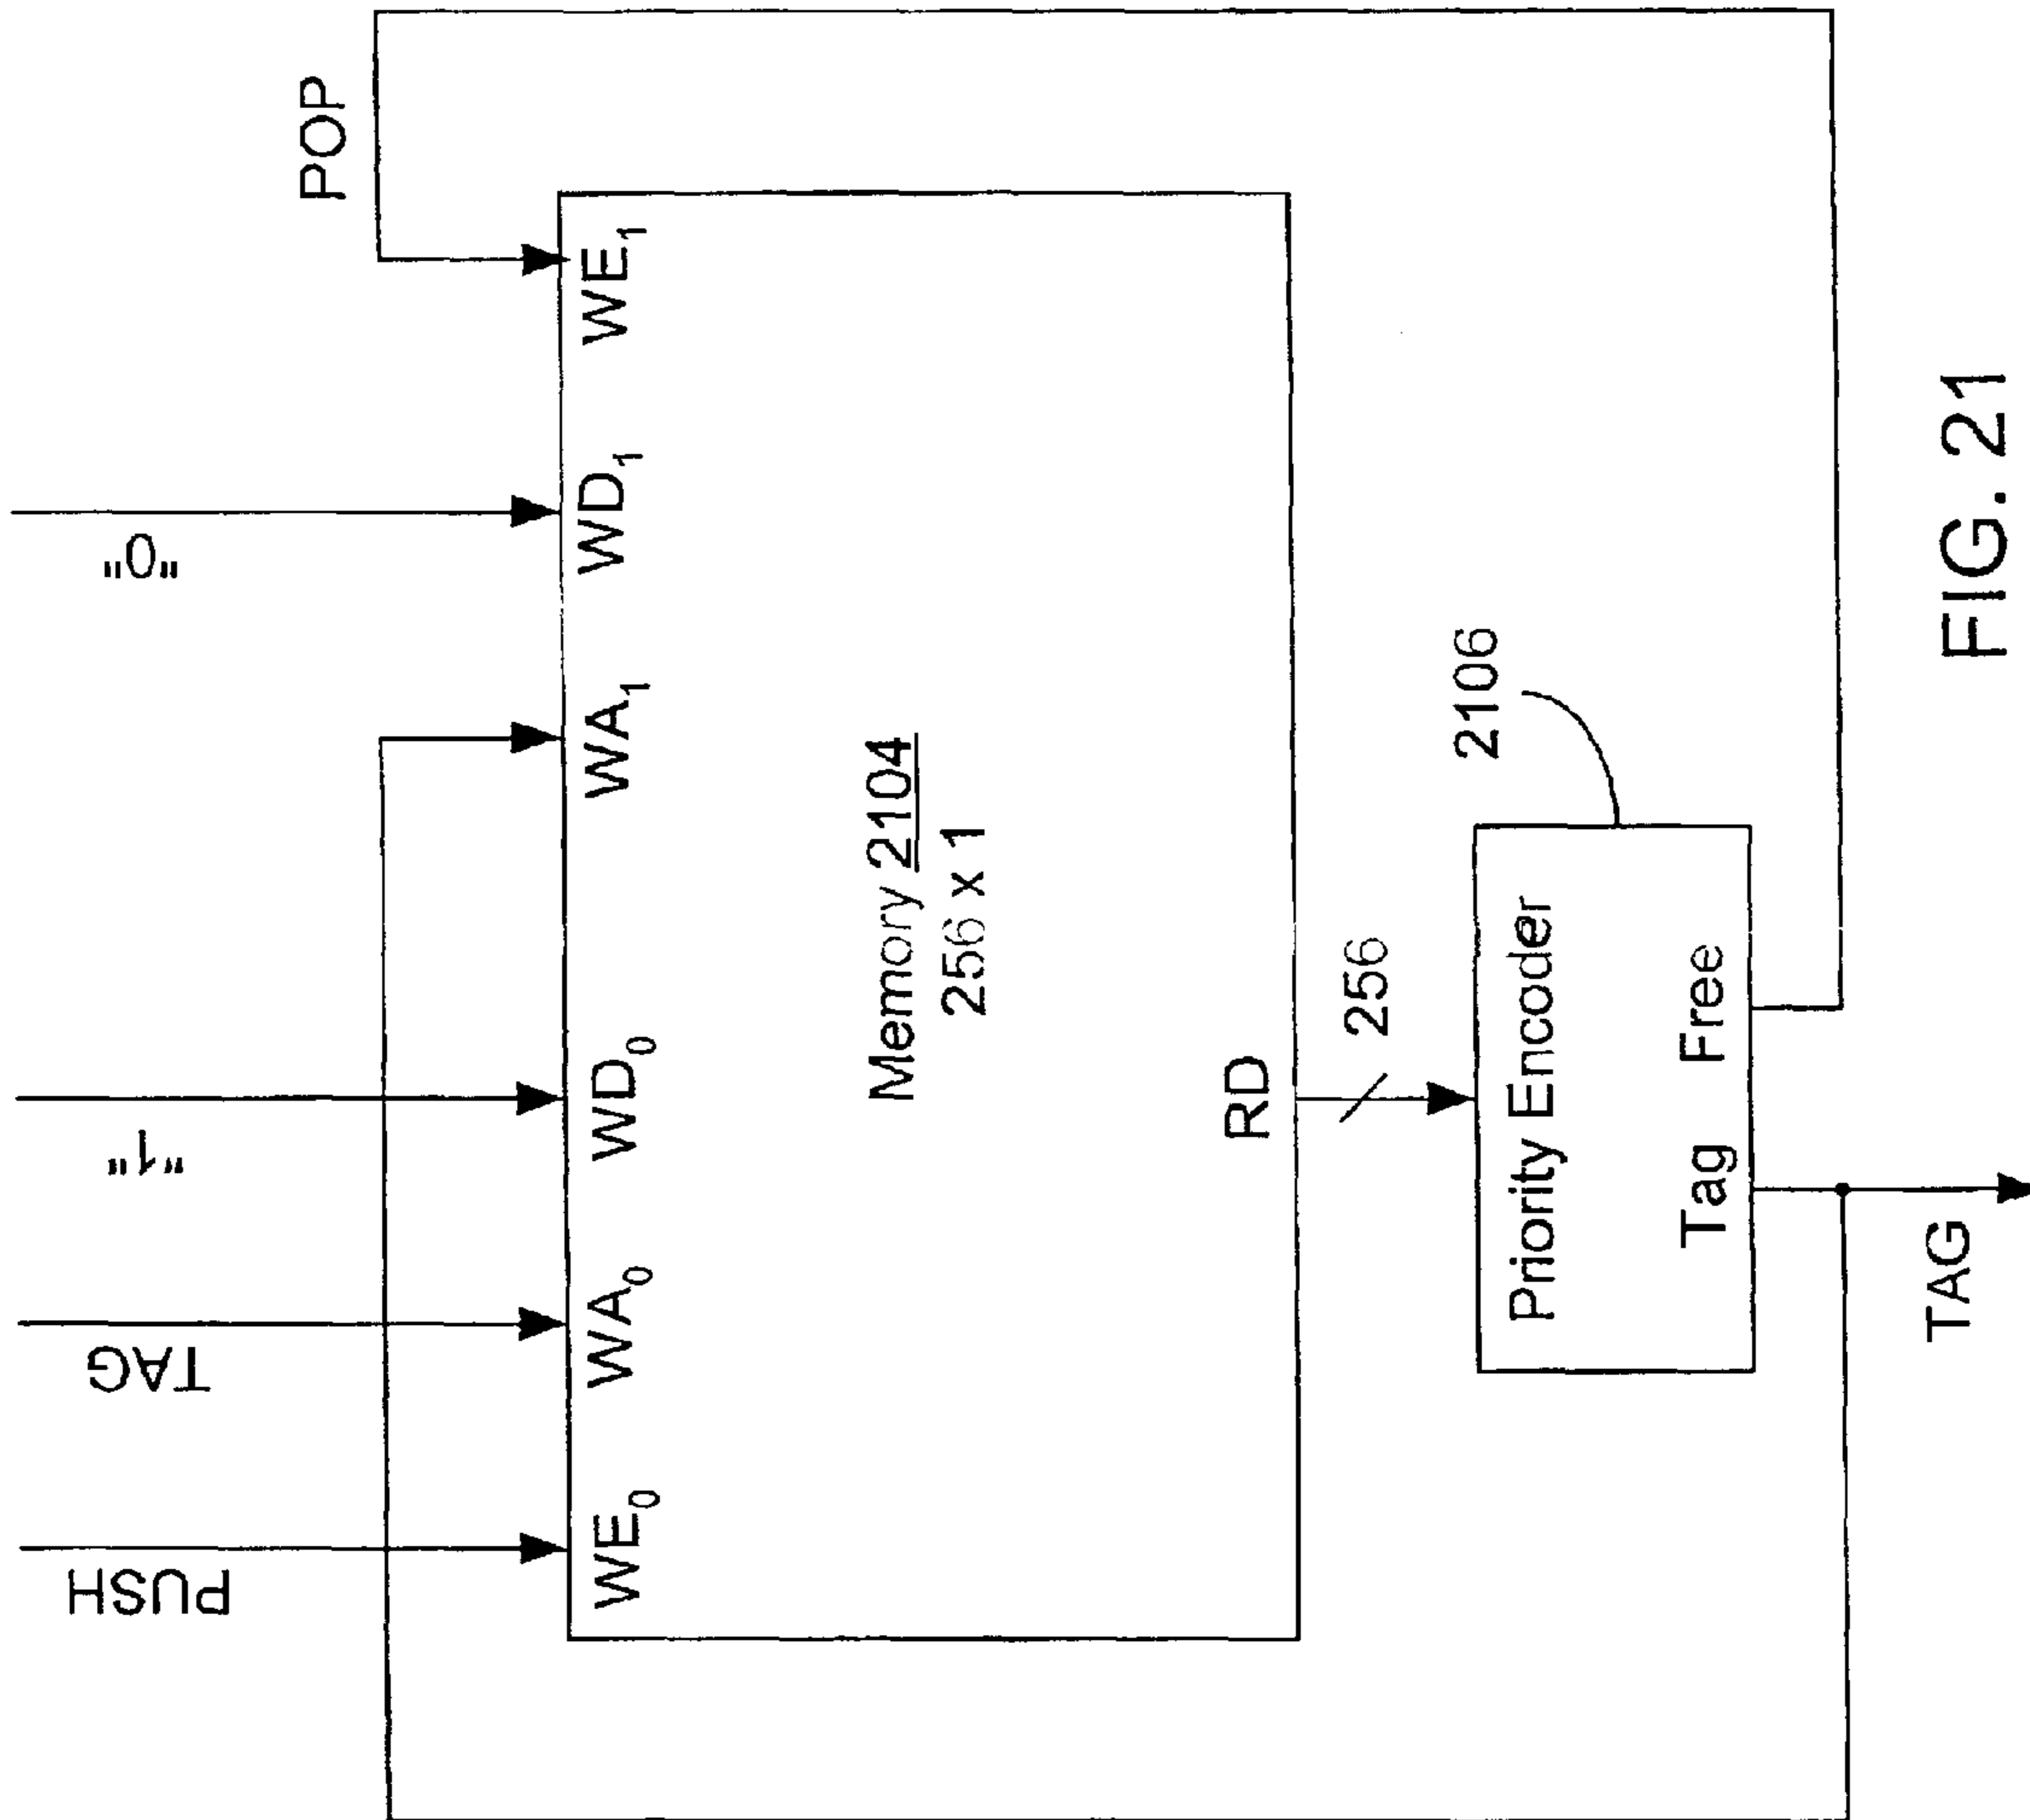 PUSH
TAG
"1"
"0"
POP
WE₀
WA₀
WD₀
WA₁
WD₁
WE₁
Memory 2104
256 x 1
RD
256
2106
Priority Encoder
Tag Free
TAG
FIG. 21